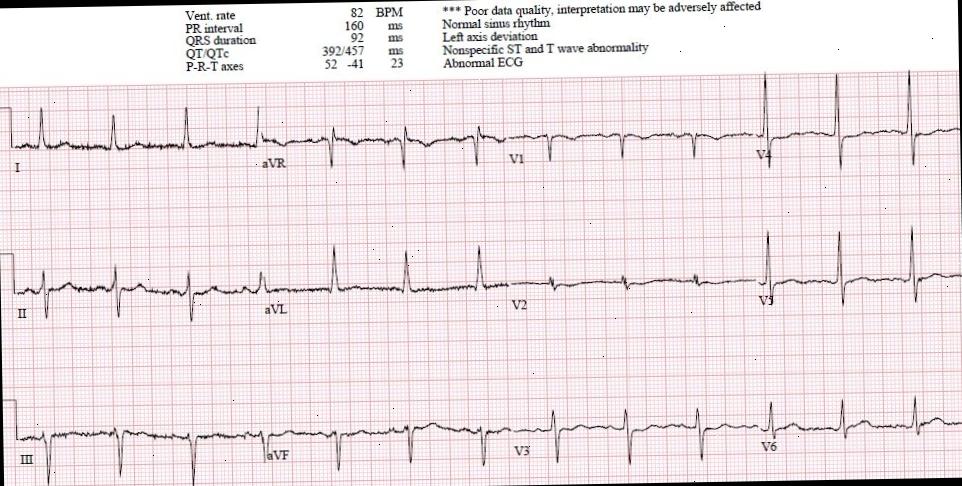 Vent. rate 82 BPM
PR interval 160 ms
QRS duration 92 ms
QT/QTc 392/457 ms
P-R-T axes 52 -41 23
*** Poor data quality, interpretation may be adversely affected
Normal sinus rhythm
Left axis deviation
Nonspecific ST and T wave abnormality
Abnormal ECG
I aVR V1 V4
II aVL V2 V5
III aVF V3 V6